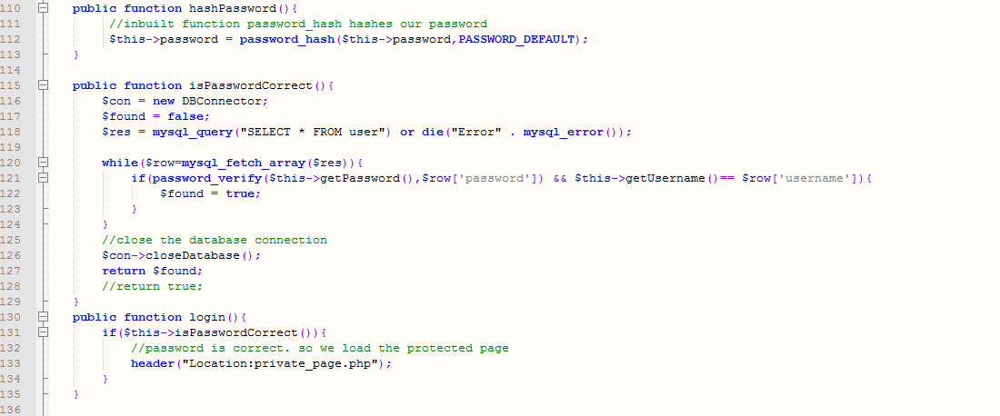 110 public function hashPassword(){
111 //inbuilt function password_hash hashes our password
112 $this->password = password_hash($this->password,PASSWORD_DEFAULT);
113 }
114
115 public function isPasswordCorrect(){
116 $con = new DBConnector;
117 $found = false;
118 $res = mysql_query("SELECT * FROM user") or die("Error" . mysql_error());
119
120 while($row=mysql_fetch_array($res)){
121 if(password_verify($this->getPassword(),$row['password']) && $this->getUsername()== $row['username']){
122 $found = true;
123 }
124 }
125 //close the database connection
126 $con->closeDatabase();
127 return $found;
128 //return true;
129 }
130 public function login(){
131 if($this->isPasswordCorrect()){
132 //password is correct. so we load the protected page
133 header("Location:private_page.php");
134 }
135 }
136